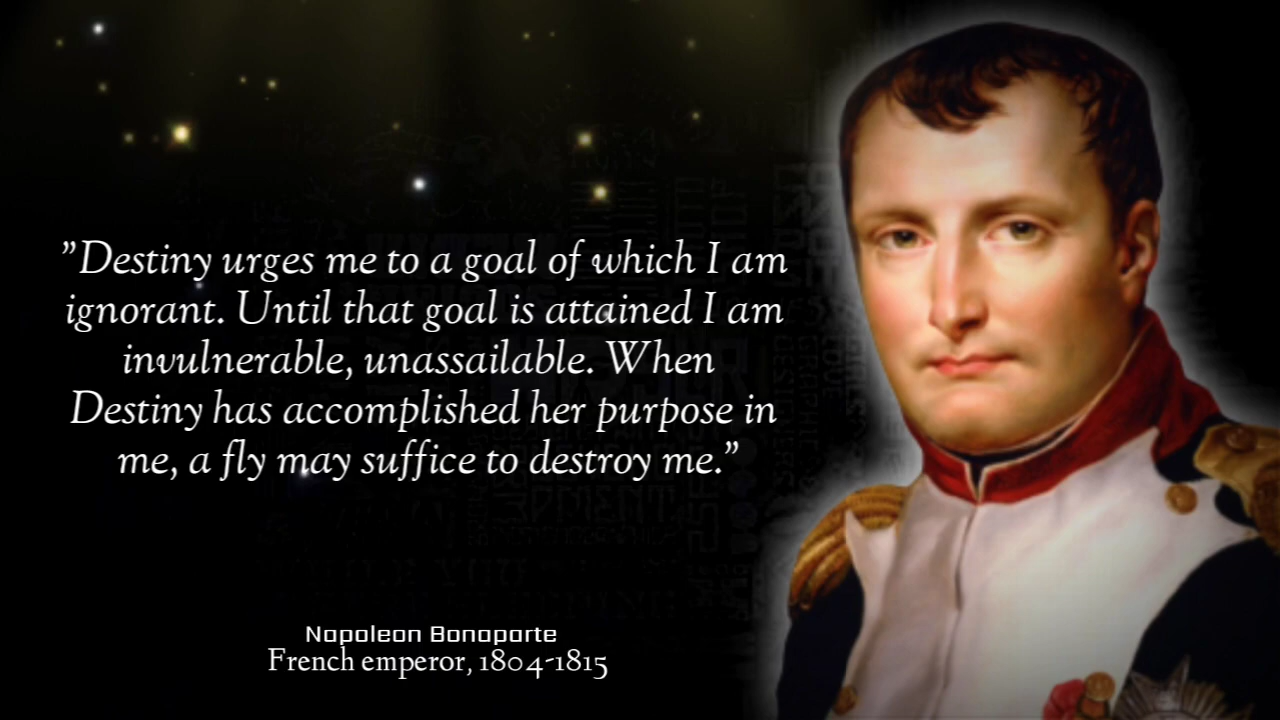 ”Destiny urges me to a goal of which I am
ignorant. Until that goal is attained I am
invulnerable, unassailable. When
Destiny has accomplished her purpose in
me, a fly may suffice to destroy me.”
Napoleon Bonaparte
French emperor, 1804-1815